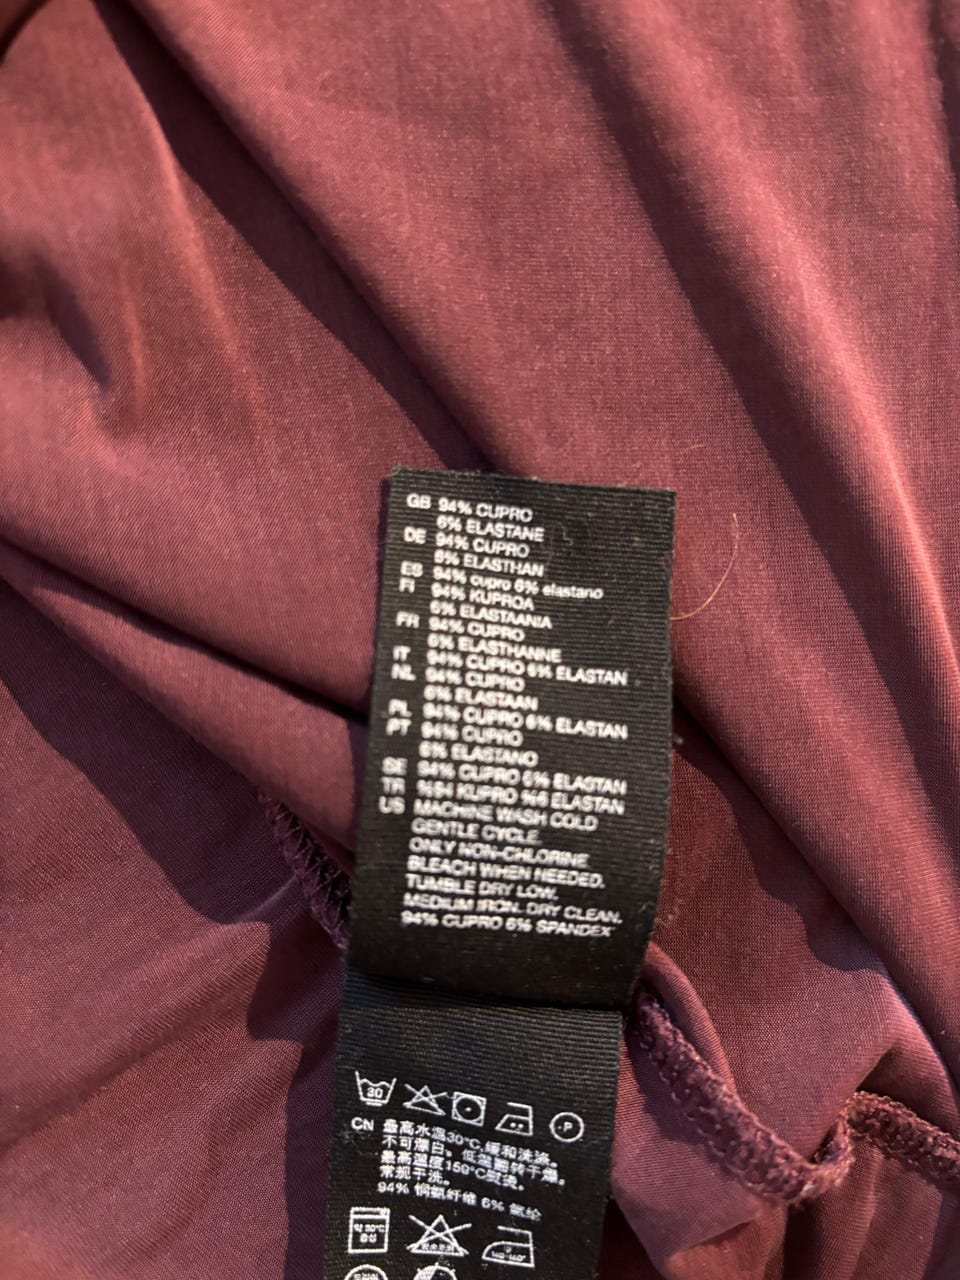 GB 94% CUPRO
6% ELASTANE
DE 94% CUPRO
6% ELASTHAN
ES 94% cupro 6% elastano
FI 94% KUPROA
6% ELASTAANIA
FR 94% CUPRO
6% ELASTHANNE
IT 94% CUPRO 6% ELASTAN
NL 94% CUPRO
6% ELASTAAN
PL 94% CUPRO 6% ELASTAN
PT 94% CUPRO
6% ELASTANO
SE 94% CUPRO 6% ELASTAN
TR %94 KUPRO %6 ELASTAN
US MACHINE WASH COLD
GENTLE CYCLE.
ONLY NON-CHLORINE
BLEACH WHEN NEEDED.
TUMBLE DRY LOW.
MEDIUM IRON. DRY CLEAN.
94% CUPRO 6% SPANDEX
30 P
CN 最高水温30°C,缓和洗涤。
不可漂白。低温翻转干燥。
最高温度150°C熨烫。
常规干洗。
94% 铜氨纤维 6% 氨纶
약 30°C
중성